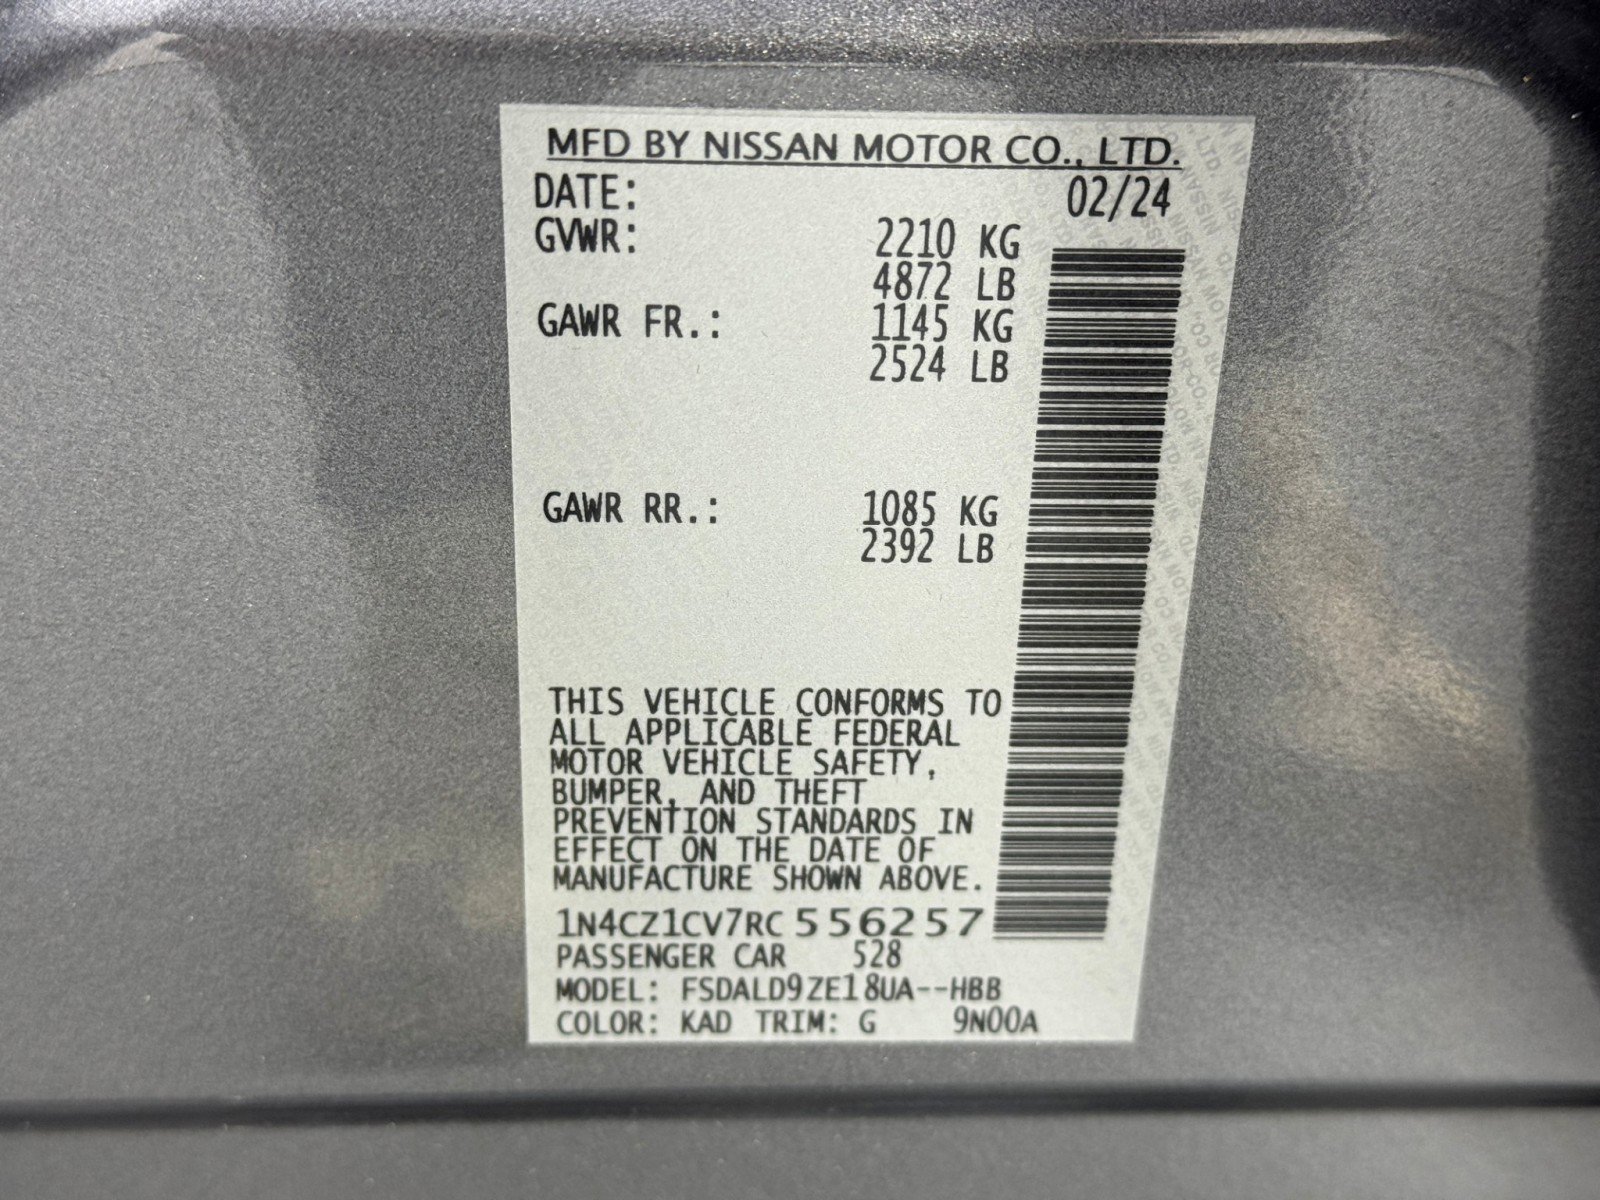 MFD BY NISSAN MOTOR CO., LTD.
DATE: 02/24
GVWR: 2210 KG
4872 LB
GAWR FR.: 1145 KG
2524 LB
GAWR RR.: 1085 KG
2392 LB
THIS VEHICLE CONFORMS TO
ALL APPLICABLE FEDERAL
MOTOR VEHICLE SAFETY,
BUMPER, AND THEFT
PREVENTION STANDARDS IN
EFFECT ON THE DATE OF
MANUFACTURE SHOWN ABOVE.
1N4CZ1CV7RC556257
PASSENGER CAR 528
MODEL: FSDALD9ZE18UA--HBB
COLOR: KAD TRIM: G 9N00A